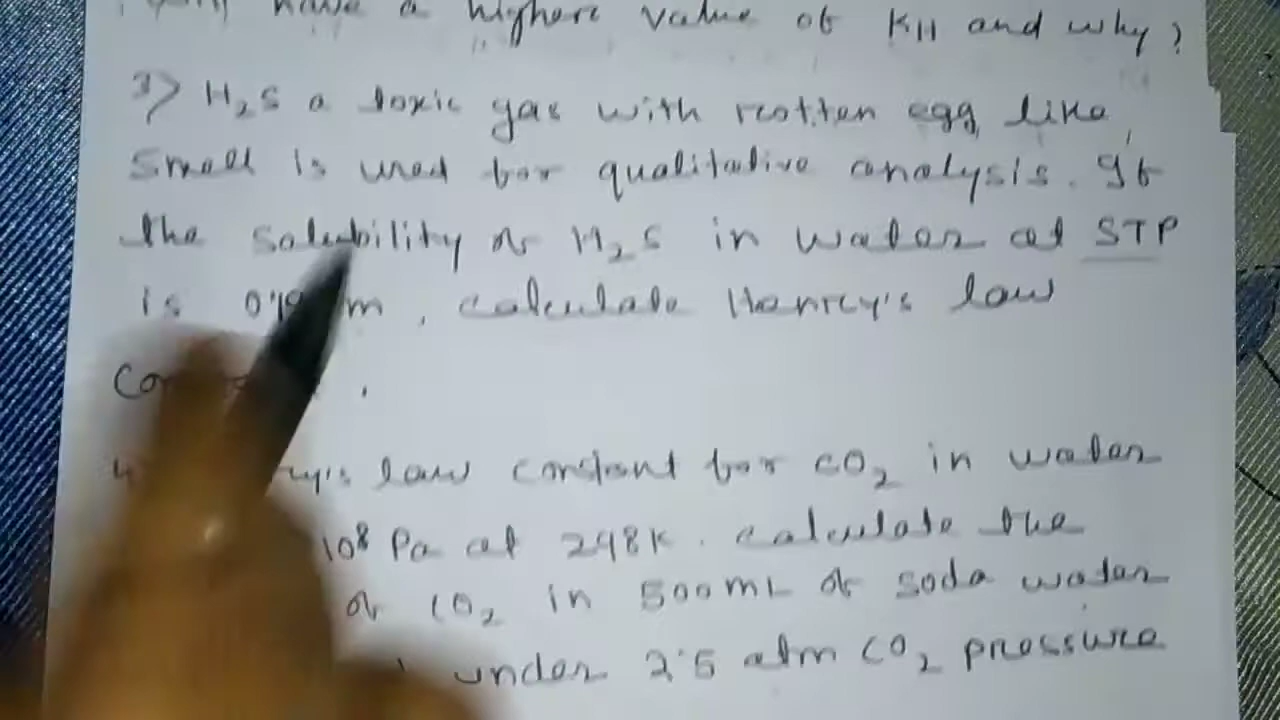 have a higher value of KH and why?
3) H2S a toxic gas with rotten egg like
smell is used for qualitative analysis. If
the solubility of H2S in water at STP
is m, calculate Henry's law
law constant for CO2 in water
10^8 Pa at 298K. calculate the
of CO2 in 500mL of soda water
under 2.5 atm CO2 pressure